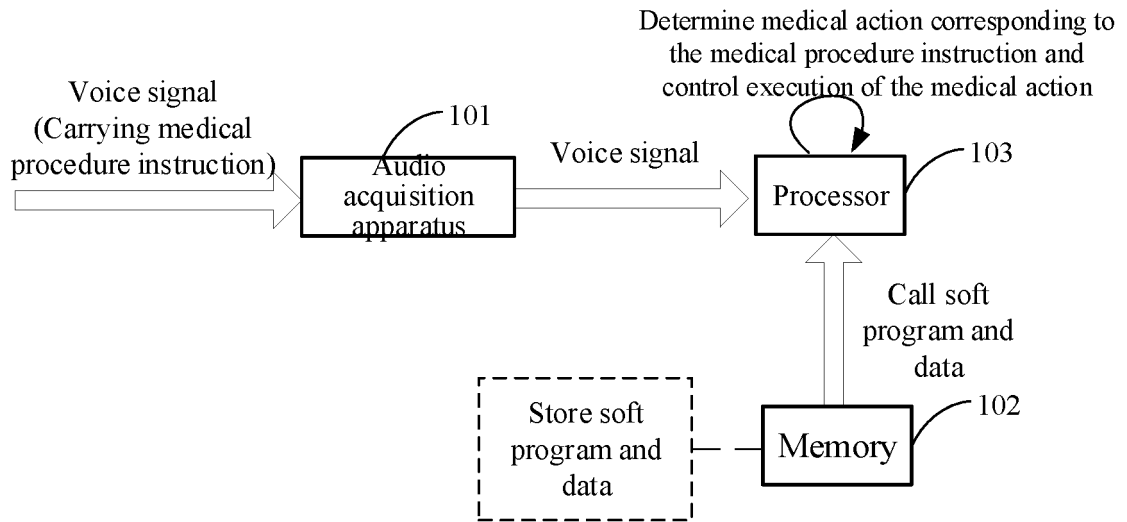 Determine medical action corresponding to
the medical procedure instruction and
control execution of the medical action
Voice signal
(Carrying medical
procedure instruction)
101
Audio
acquisition
apparatus
Voice signal
103
Processor
Call soft
program and
data
102
Memory
Store soft
program and
data